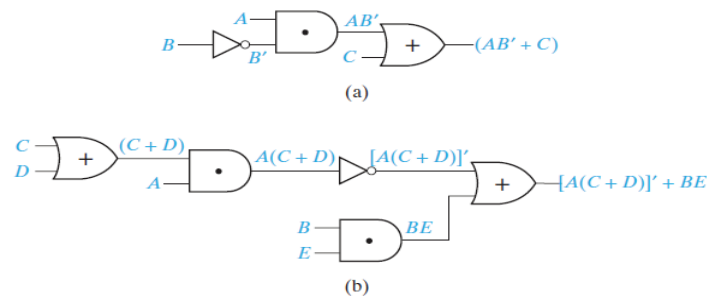 A AB′
B B′ • C + (AB′ + C)
(a)
C (C + D) A(C + D) [A(C + D)]′
D + A • + [A(C + D)]′ + BE
B BE
E •
(b)